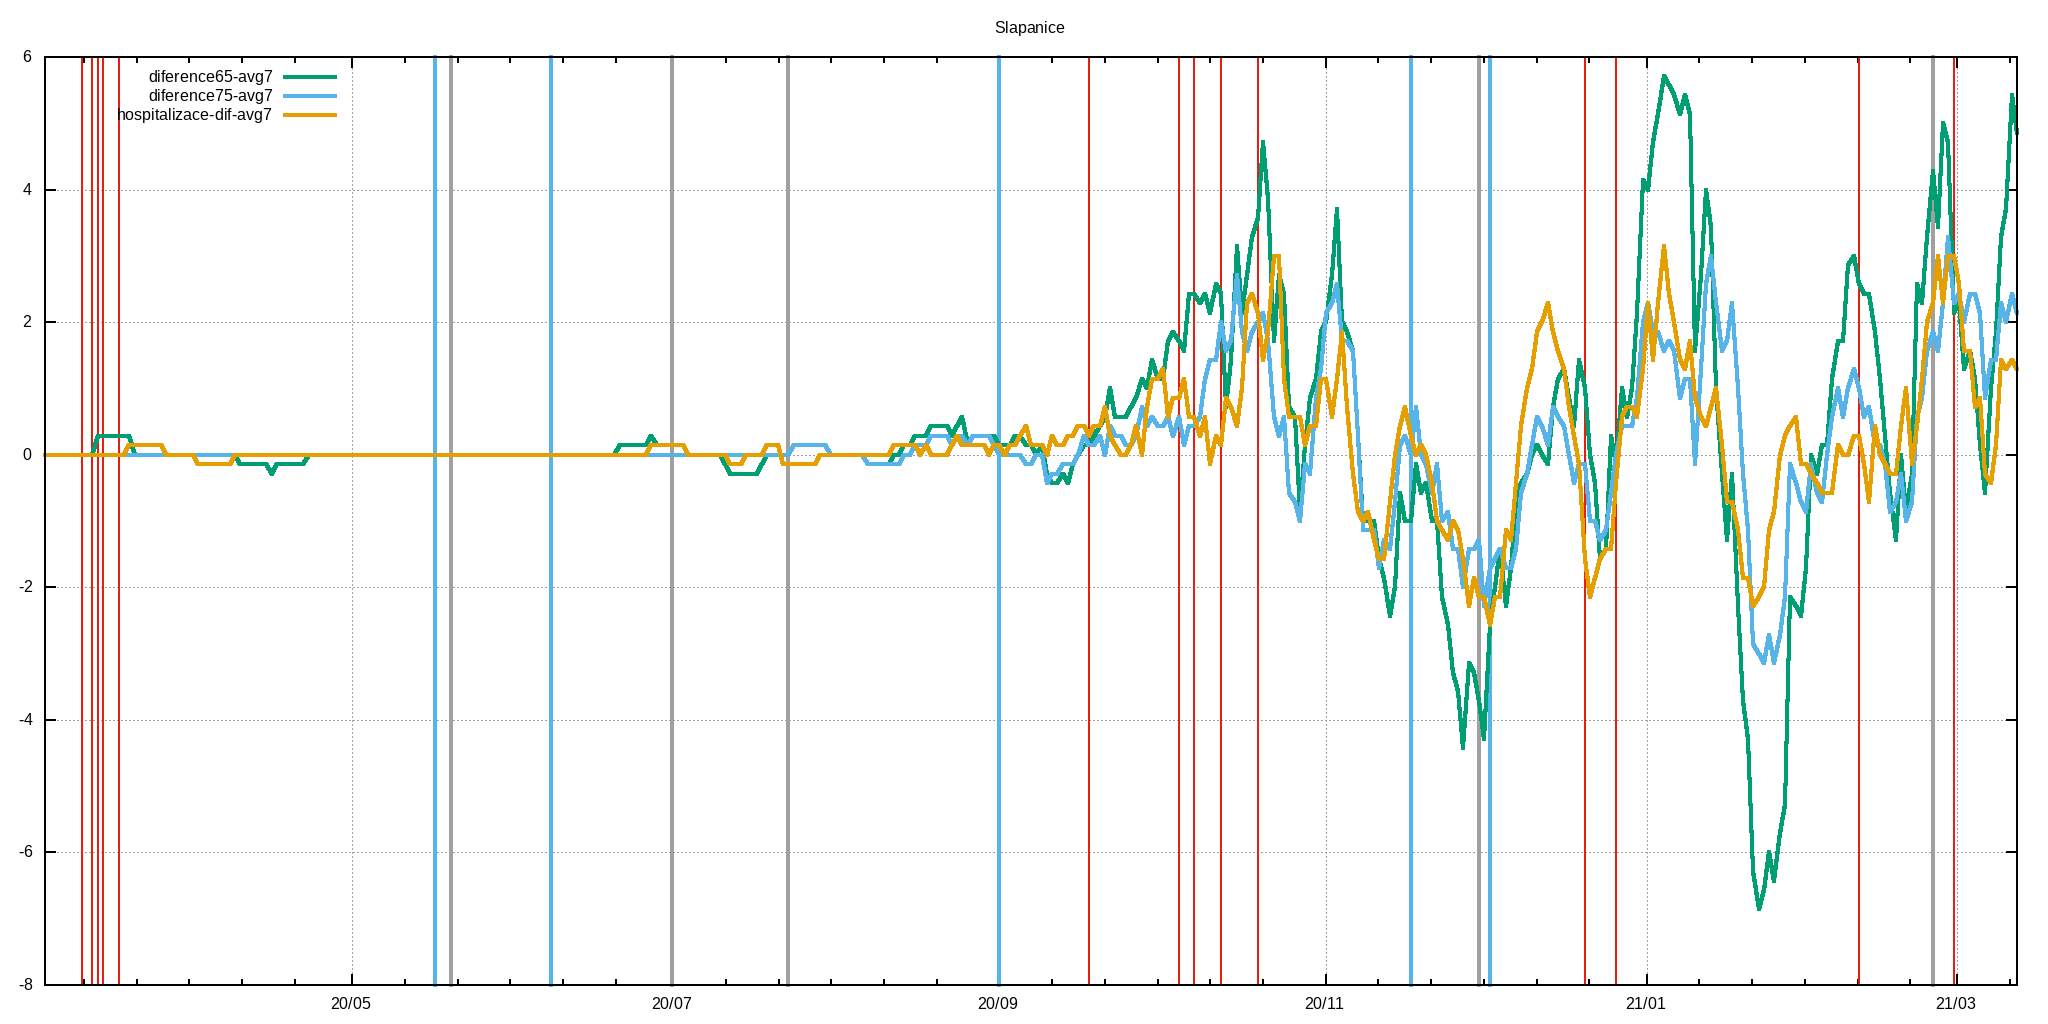 Slapanice
6
diference65-avg7
diference75-avg7
hospitalizace-dif-avg7
4
2
0
-2
-4
-6
-8
20/05 20/07 20/09 20/11 21/01 21/03